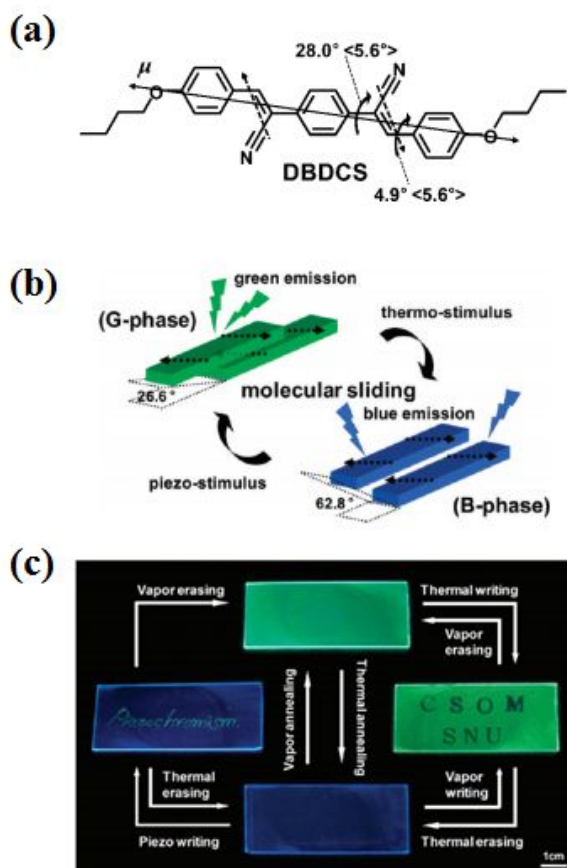 (a)
28.0° <5.6°>
μ
N
O
O
N
DBDCS
4.9° <5.6°>
(b)
green emission
(G-phase)
thermo-stimulus
26.6°
molecular sliding
blue emission
piezo-stimulus
62.8°
(B-phase)
(c)
Vapor erasing
Thermal writing
Vapor erasing
Vapor annealing
Thermal annealing
Piezochromism
C S O M
SNU
Thermal erasing
Vapor writing
Piezo writing
Thermal erasing
1cm